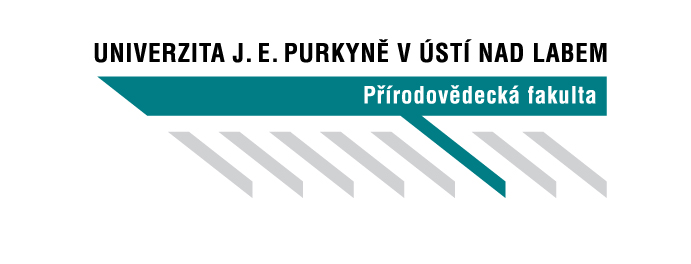 UNIVERZITA J. E. PURKYNĚ V ÚSTÍ NAD LABEM
Přírodovědecká fakulta